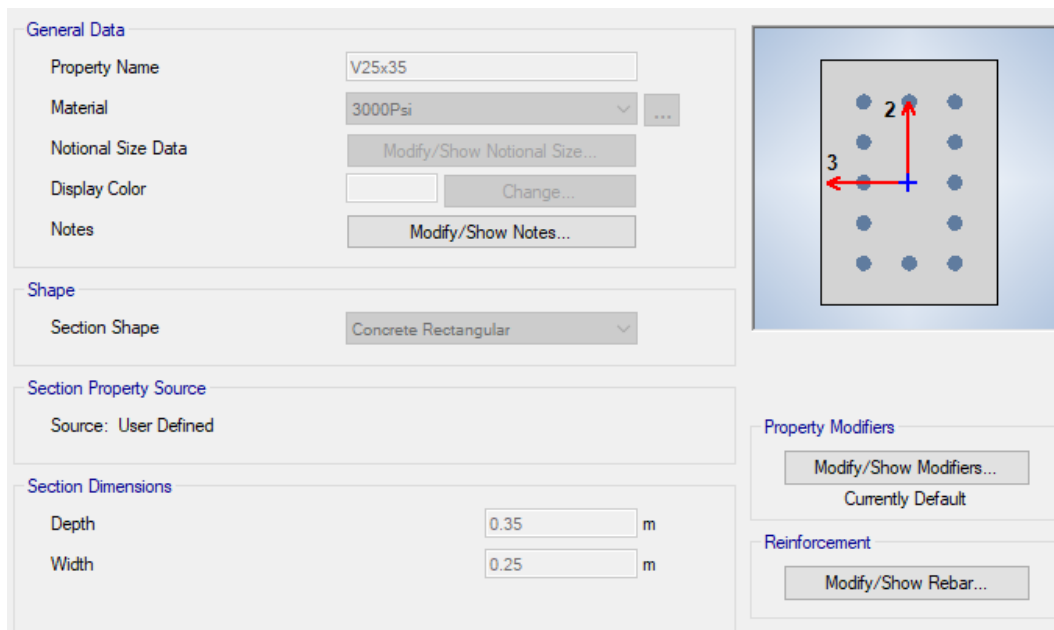 General Data
Property Name V25x35
Material 3000Psi ...
Notional Size Data Modify/Show Notional Size...
Display Color Change...
Notes Modify/Show Notes...
Shape
Section Shape Concrete Rectangular
Section Property Source
Source: User Defined
Section Dimensions
Depth 0.35 m
Width 0.25 m
2
3
Property Modifiers
Modify/Show Modifiers...
Currently Default
Reinforcement
Modify/Show Rebar...